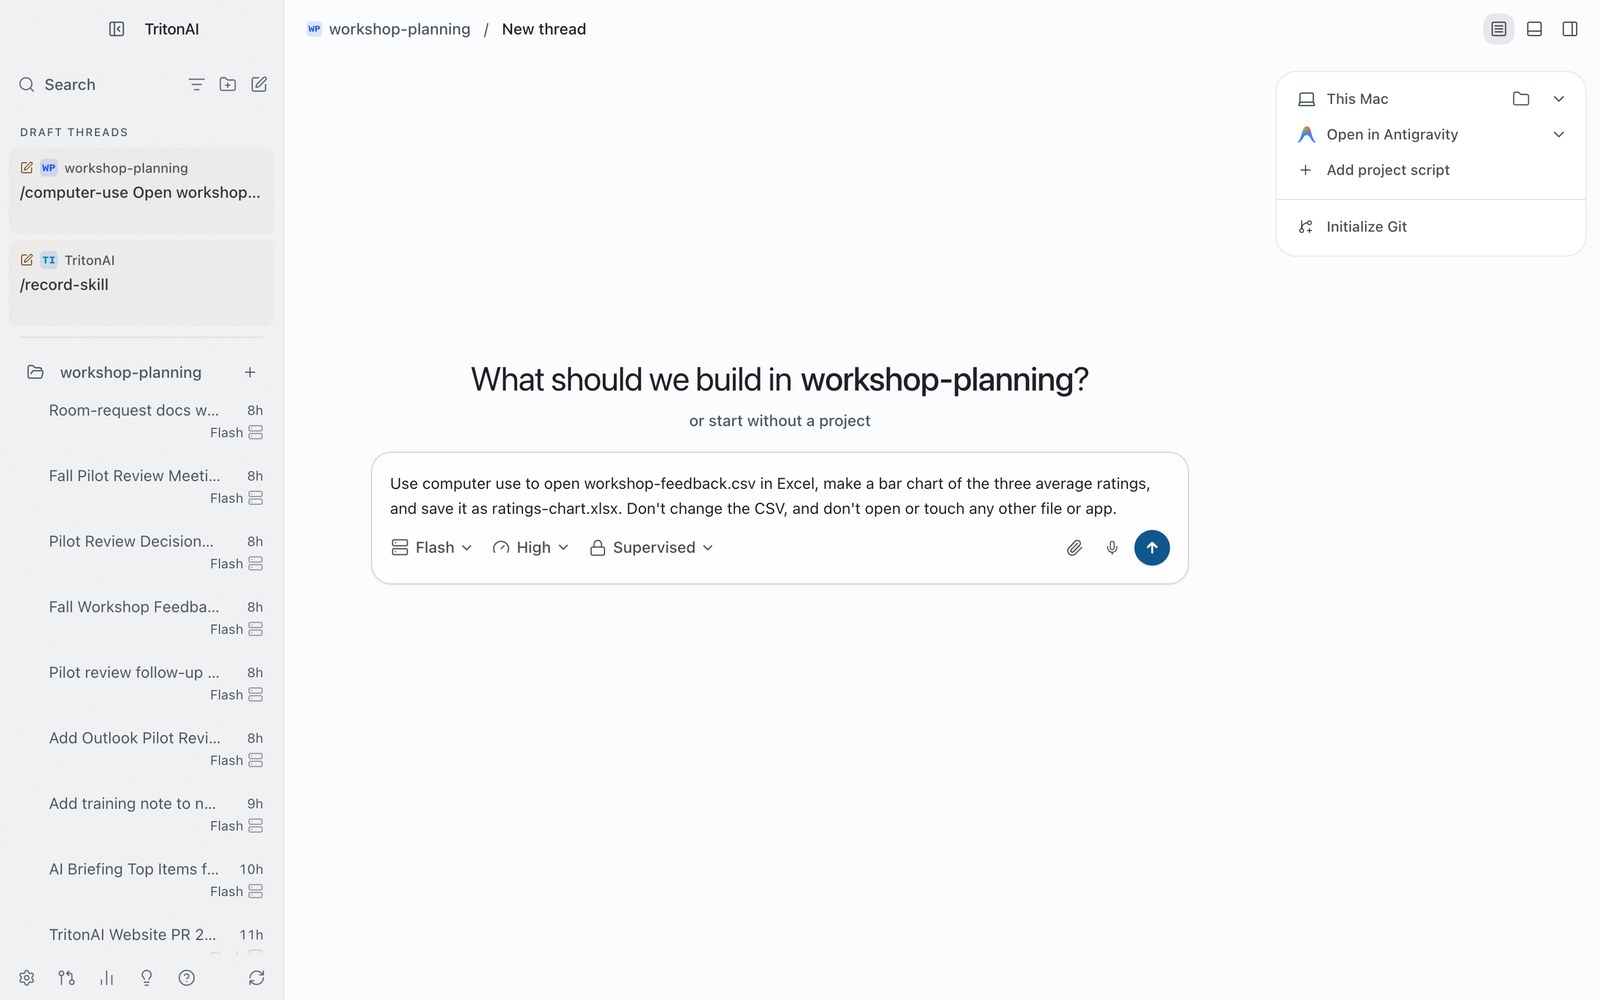 TritonAI
WP workshop-planning / New thread
Search
DRAFT THREADS
WP workshop-planning
/computer-use Open workshop...
TI TritonAI
/record-skill
workshop-planning
Room-request docs w... 8h
Flash
Fall Pilot Review Meeti... 8h
Flash
Pilot Review Decision... 8h
Flash
Fall Workshop Feedba... 8h
Flash
Pilot review follow-up ... 8h
Flash
Add Outlook Pilot Revi... 8h
Flash
Add training note to n... 9h
Flash
AI Briefing Top Items f... 10h
Flash
TritonAI Website PR 2... 11h
This Mac
Open in Antigravity
Add project script
Initialize Git
What should we build in workshop-planning?
or start without a project
Use computer use to open workshop-feedback.csv in Excel, make a bar chart of the three average ratings,
and save it as ratings-chart.xlsx. Don't change the CSV, and don't open or touch any other file or app.
Flash High Supervised